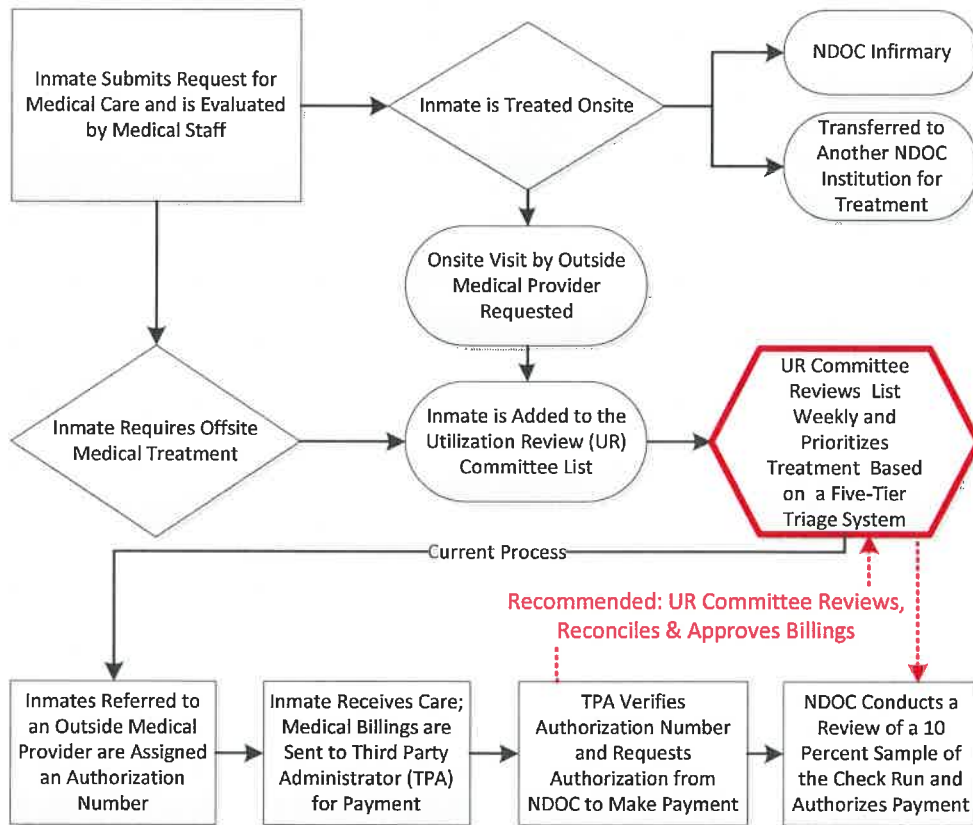 Inmate Submits Request for
Medical Care and is Evaluated
by Medical Staff
Inmate is Treated Onsite
NDOC Infirmary
Transferred to
Another NDOC
Institution for
Treatment
Onsite Visit by Outside
Medical Provider
Requested
Inmate Requires Offsite
Medical Treatment
Inmate is Added to the
Utilization Review (UR)
Committee List
UR Committee
Reviews List
Weekly and
Prioritizes
Treatment Based
on a Five-Tier
Triage System
Current Process
Recommended: UR Committee Reviews,
Reconciles & Approves Billings
Inmates Referred to
an Outside Medical
Provider are Assigned
an Authorization
Number
Inmate Receives Care;
Medical Billings are
Sent to Third Party
Administrator (TPA)
for Payment
TPA Verifies
Authorization Number
and Requests
Authorization from
NDOC to Make Payment
NDOC Conducts a
Review of a 10
Percent Sample of
the Check Run and
Authorizes Payment